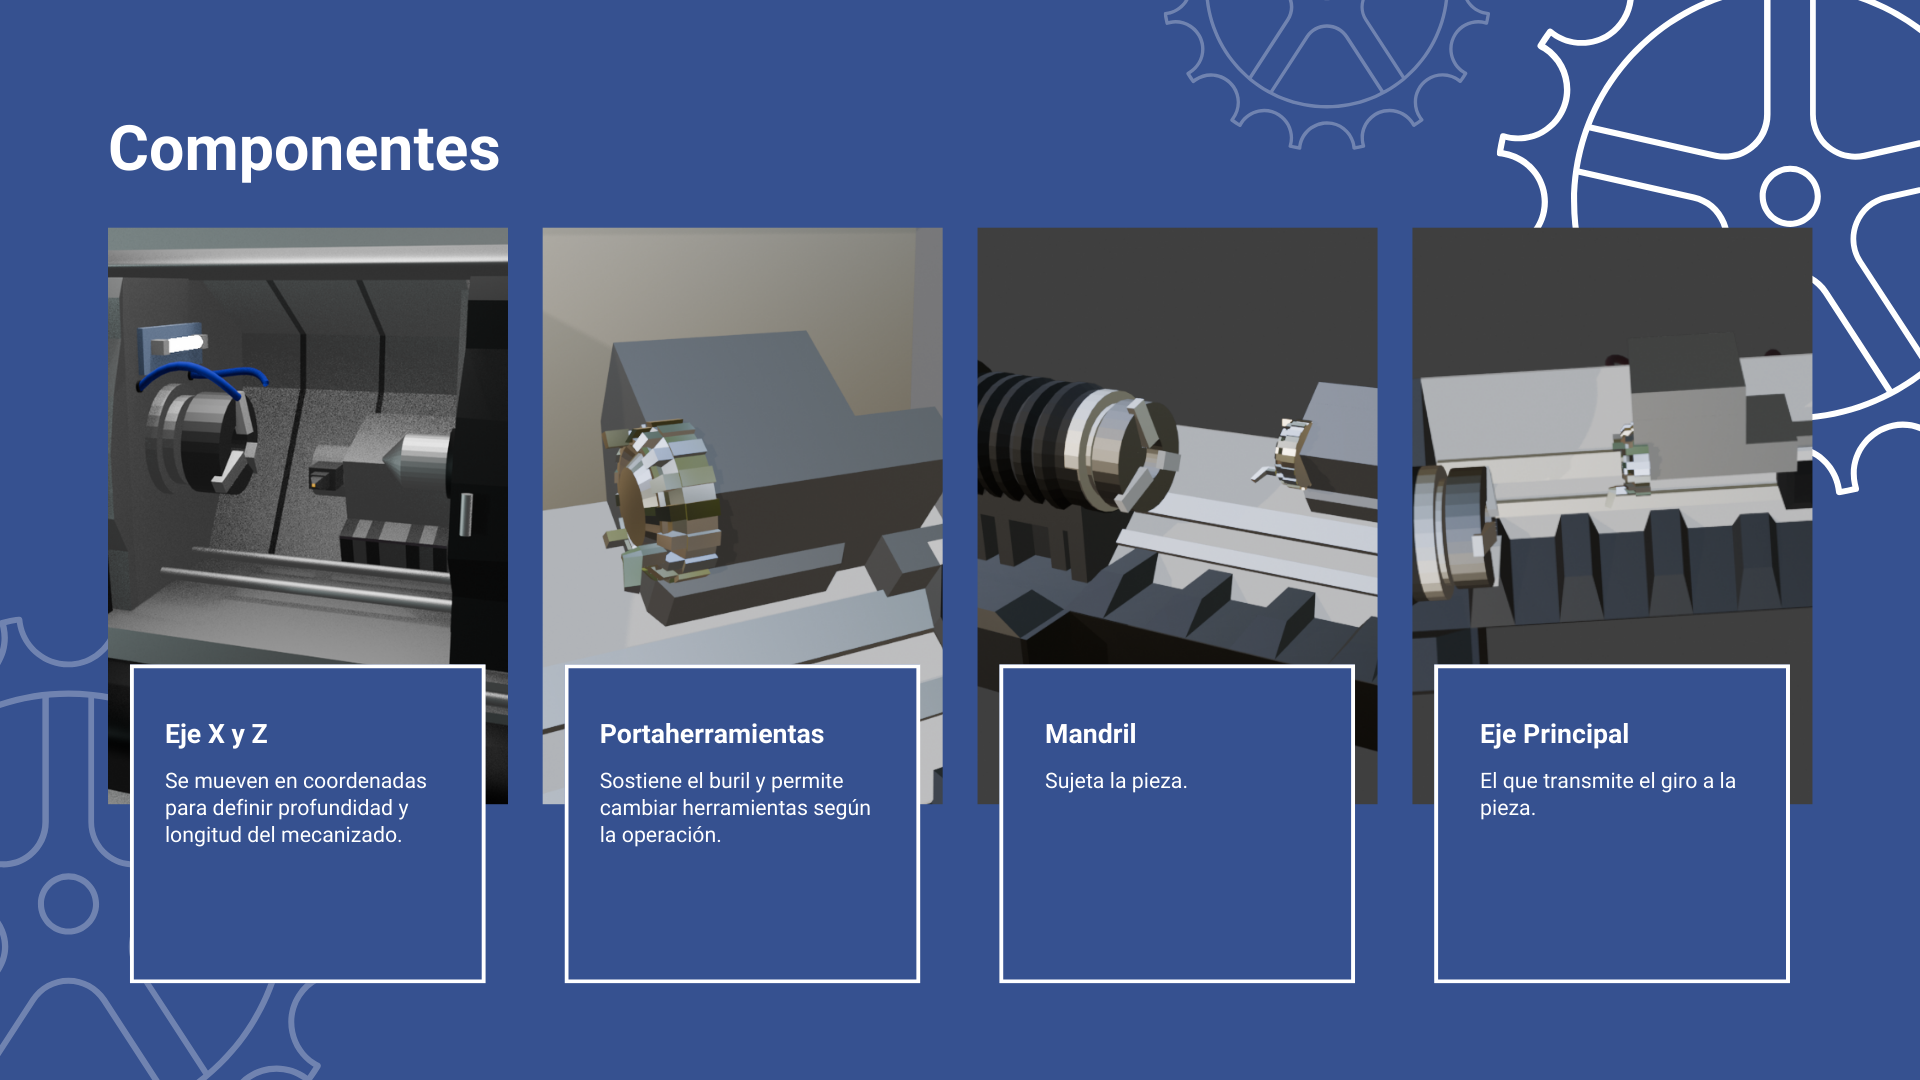 Componentes
Eje X y Z
Se mueven en coordenadas
para definir profundidad y
longitud del mecanizado.
Portaherramientas
Sostiene el buril y permite
cambiar herramientas según
la operación.
Mandril
Sujeta la pieza.
Eje Principal
El que transmite el giro a la
pieza.